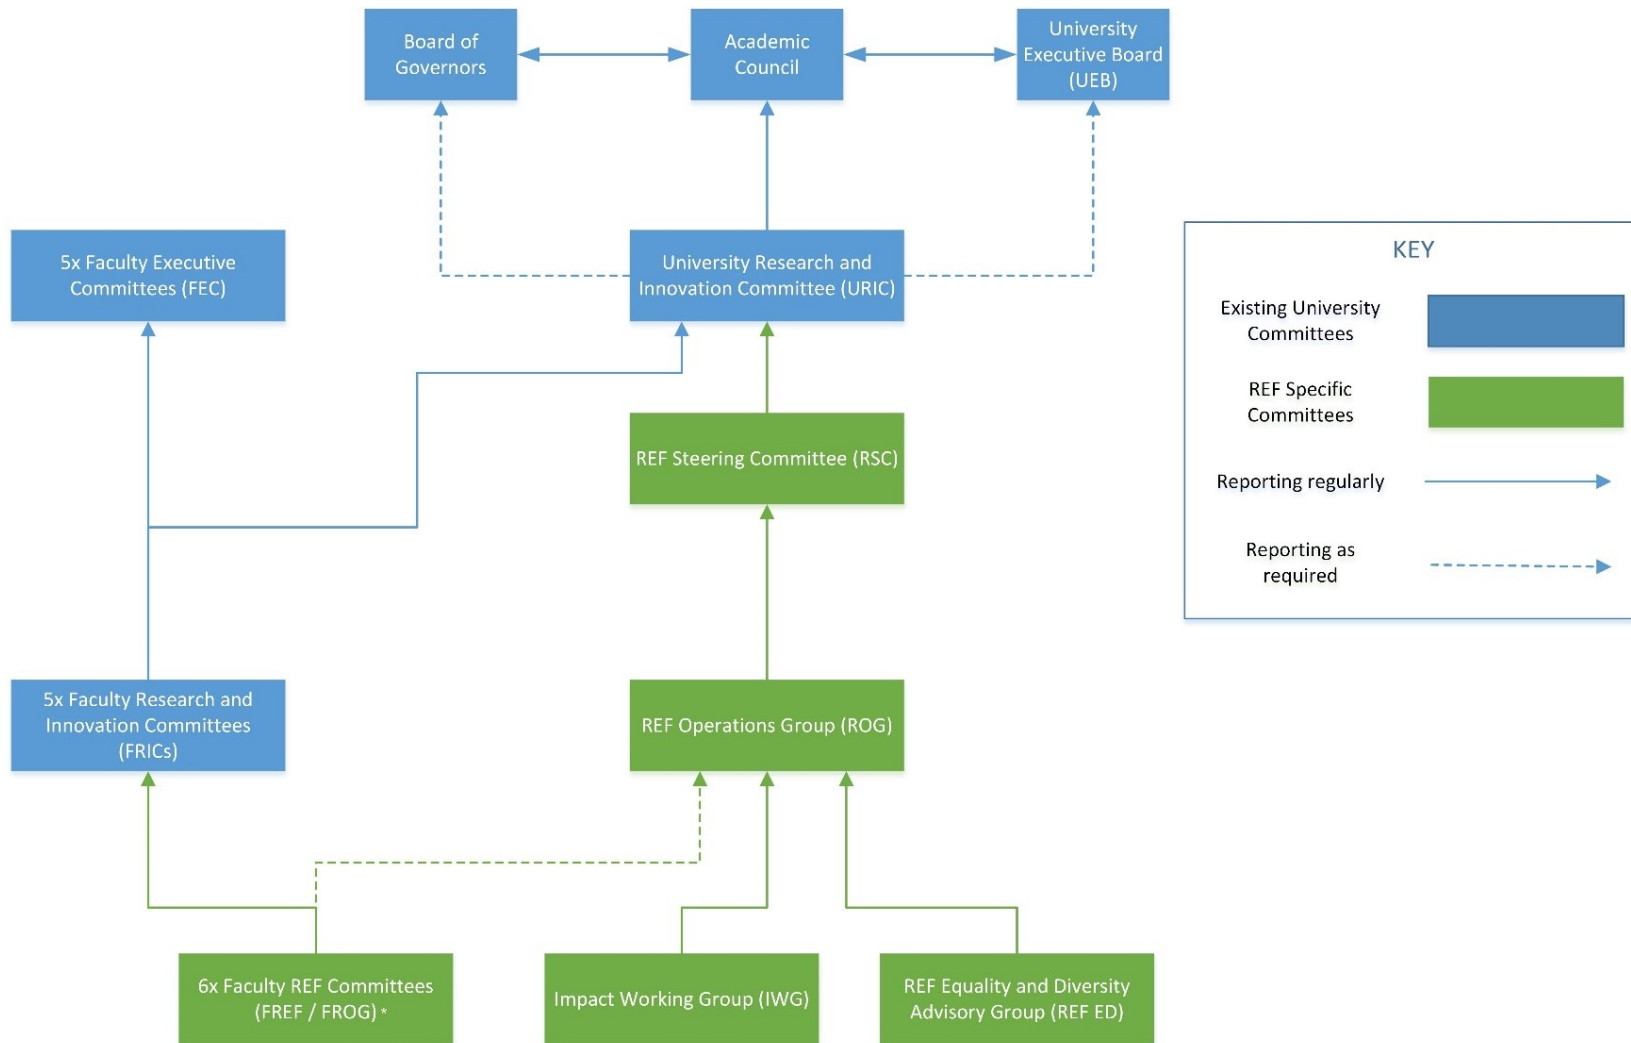 Board of
Governors
Academic
Council
University
Executive Board
(UEB)
5x Faculty Executive
Committees (FEC)
University Research and
Innovation Committee (URIC)
KEY
Existing University
Committees
REF Specific
Committees
Reporting regularly
Reporting as
required
REF Steering Committee (RSC)
5x Faculty Research and
Innovation Committees
(FRICs)
REF Operations Group (ROG)
6x Faculty REF Committees
(FREF / FROG) *
Impact Working Group (IWG)
REF Equality and Diversity
Advisory Group (REF ED)